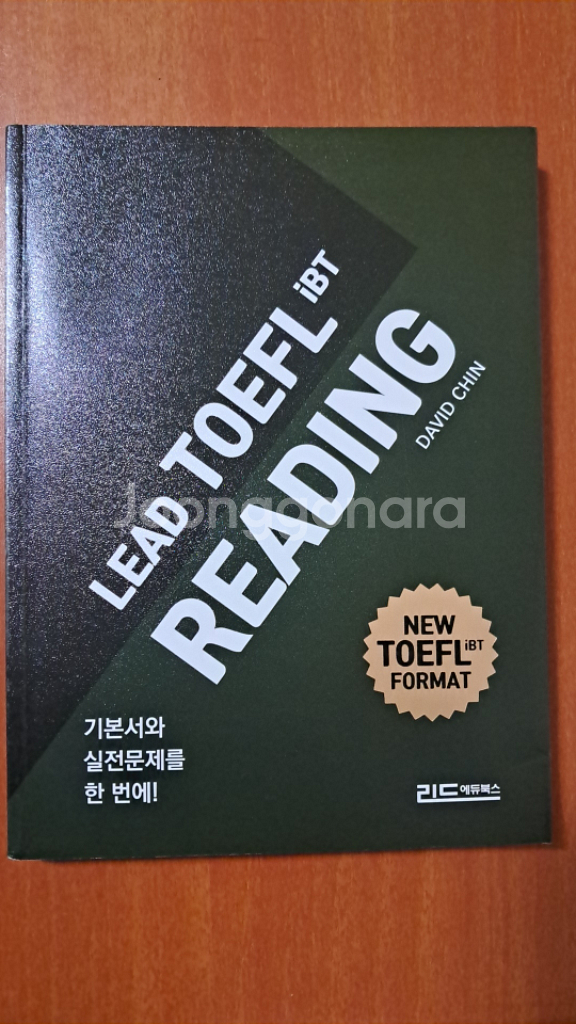 LEAD TOEFL iBT
READING
DAVID CHIN
Joonggonara
NEW
TOEFL iBT
FORMAT
기본서와
실전문제를
한 번에!
리드에듀북스